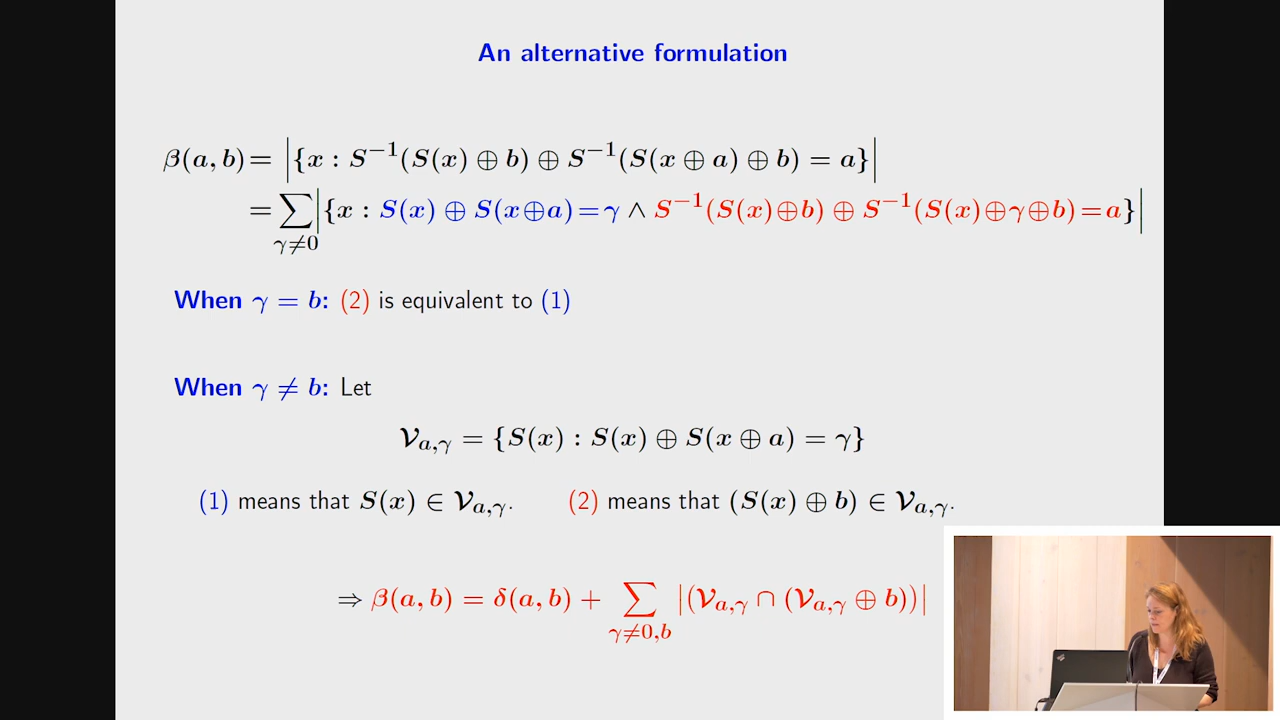 An alternative formulation
β(a, b) = |{x : S⁻¹(S(x) ⊕ b) ⊕ S⁻¹(S(x ⊕ a) ⊕ b) = a}|
= ∑_{γ≠0} |{x : S(x) ⊕ S(x⊕a) = γ ∧ S⁻¹(S(x)⊕b) ⊕ S⁻¹(S(x)⊕γ⊕b) = a}|
When γ = b: (2) is equivalent to (1)
When γ ≠ b: Let
𝒱_{a,γ} = {S(x) : S(x) ⊕ S(x ⊕ a) = γ}
(1) means that S(x) ∈ 𝒱_{a,γ}. (2) means that (S(x) ⊕ b) ∈ 𝒱_{a,γ}.
⇒ β(a, b) = δ(a, b) + ∑_{γ≠0,b} |(𝒱_{a,γ} ∩ (𝒱_{a,γ} ⊕ b))|